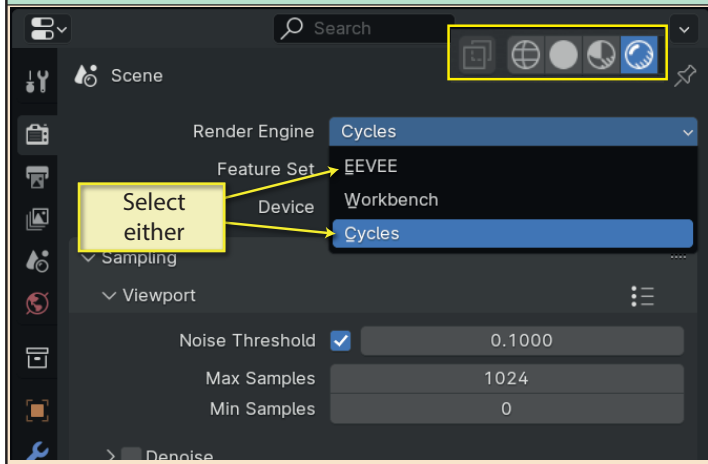 Search
Scene
Render Engine Cycles
Feature Set EEVEE
Workbench
Device
Cycles
Select
either
Sampling
Viewport
Noise Threshold 0.1000
Max Samples 1024
Min Samples 0
Denoise